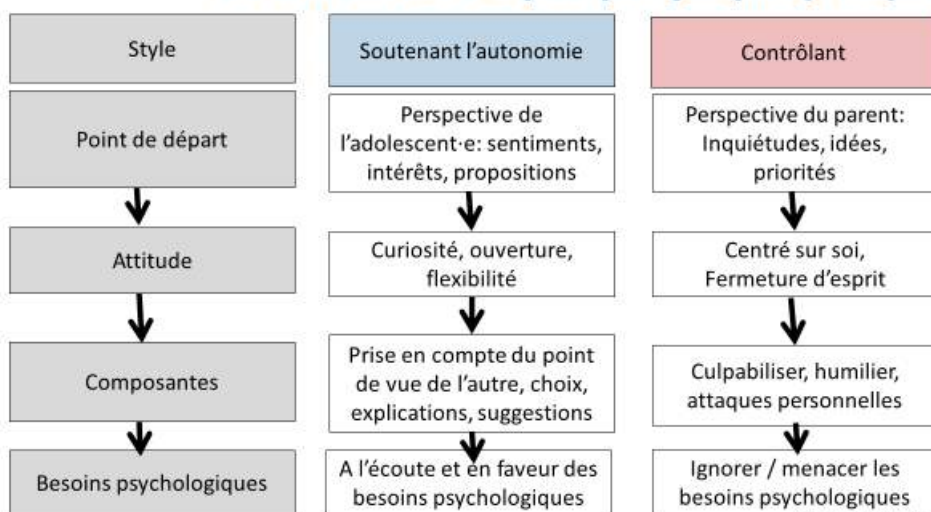 Style
Soutenant l'autonomie
Contrôlant
Point de départ
Perspective de
l'adolescent·e: sentiments,
intérêts, propositions
Perspective du parent:
Inquiétudes, idées,
priorités
Attitude
Curiosité, ouverture,
flexibilité
Centré sur soi,
Fermeture d'esprit
Composantes
Prise en compte du point
de vue de l'autre, choix,
explications, suggestions
Culpabiliser, humilier,
attaques personnelles
Besoins psychologiques
A l'écoute et en faveur des
besoins psychologiques
Ignorer / menacer les
besoins psychologiques